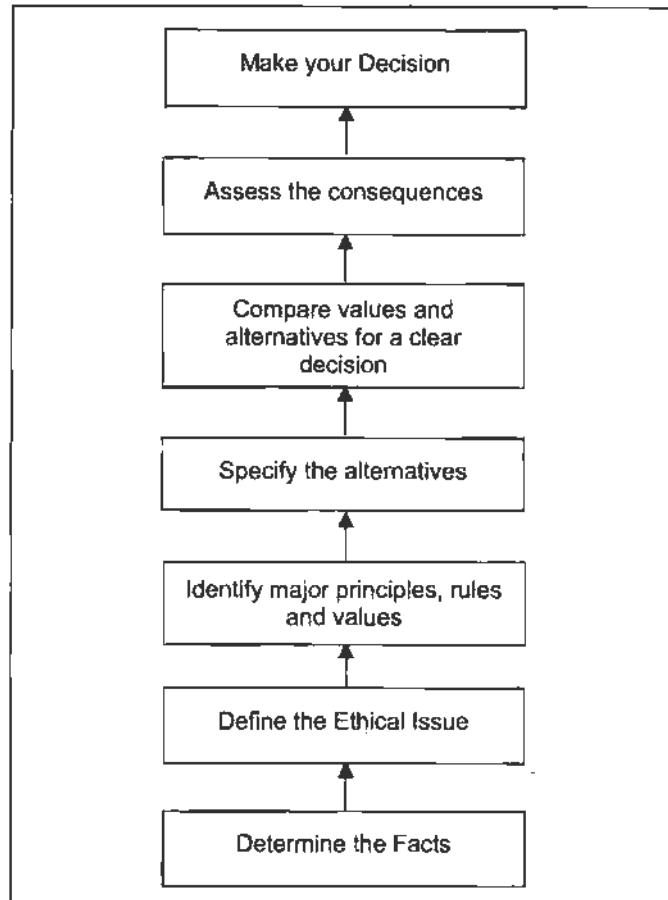 Make your Decision
Assess the consequences
Compare values and
alternatives for a clear
decision
Specify the alternatives
Identify major principles, rules
and values
Define the Ethical Issue
Determine the Facts